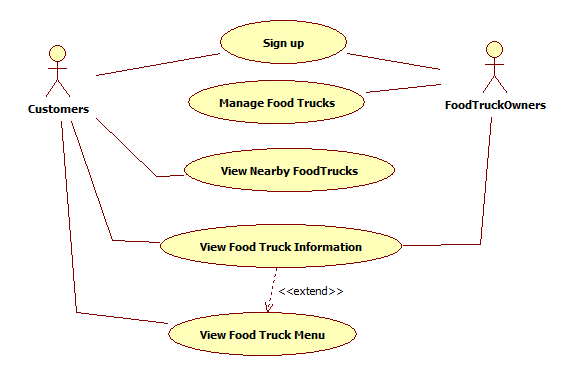 Sign up
Manage Food Trucks
Customers
FoodTruckOwners
View Nearby FoodTrucks
View Food Truck Information
<<extend>>
View Food Truck Menu